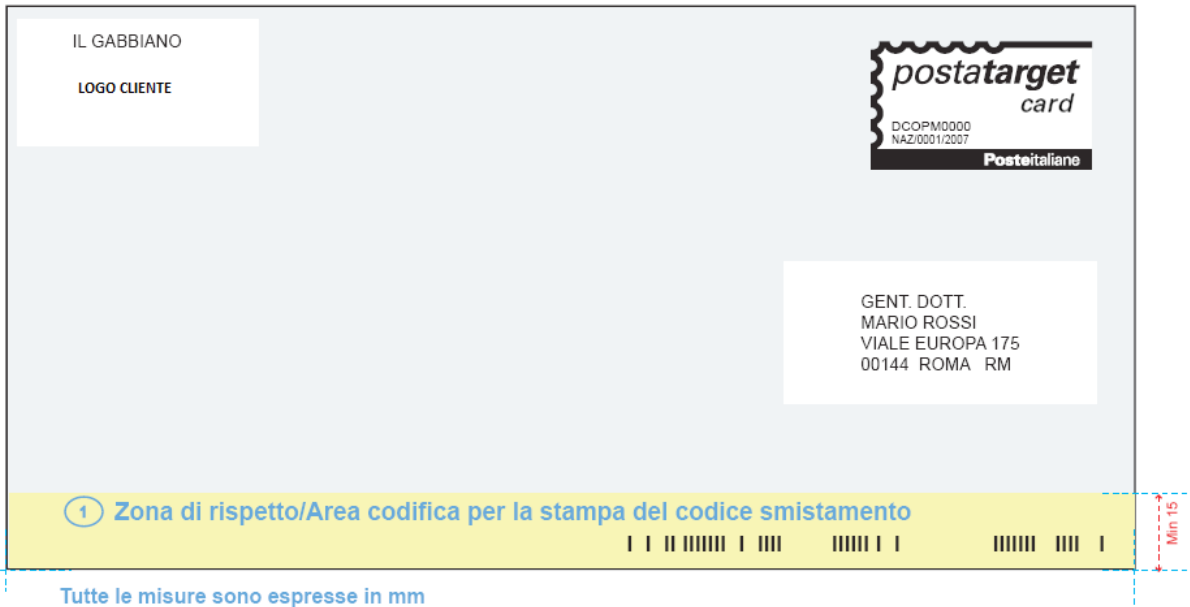 IL GABBIANO
LOGO CLIENTE
postatarget
card
DCOPM0000
NAZ/0001/2007
Posteitaliane
GENT. DOTT.
MARIO ROSSI
VIALE EUROPA 175
00144 ROMA RM
1 Zona di rispetto/Area codifica per la stampa del codice smistamento
Min 15
Tutte le misure sono espresse in mm